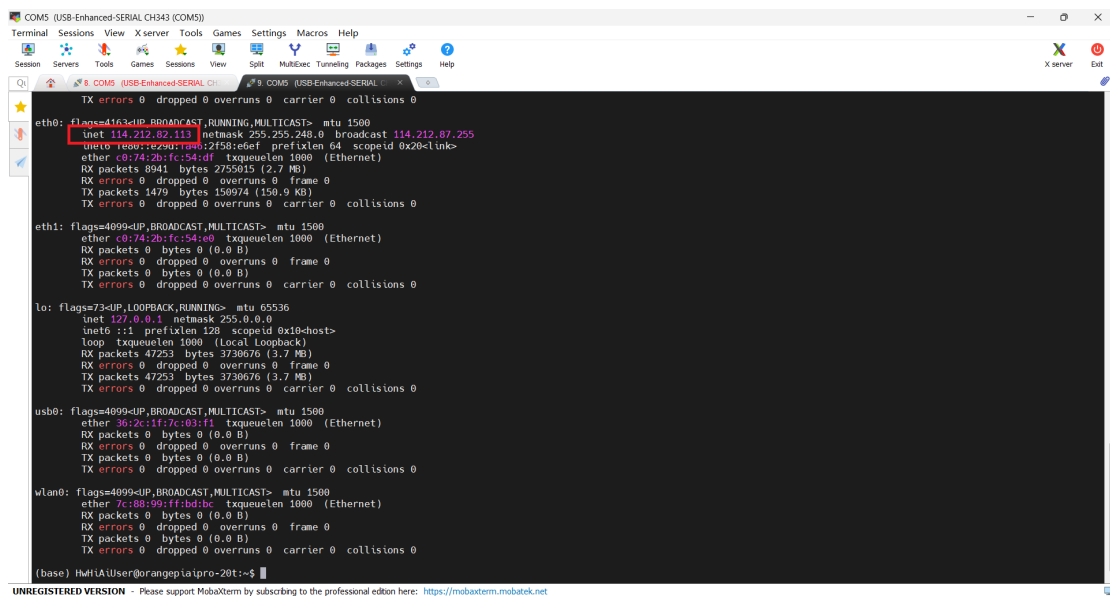 COM5 (USB-Enhanced-SERIAL CH343 (COM5))
Terminal Sessions View X server Tools Games Settings Macros Help
Session Servers Tools Games Sessions View Split MultiExec Tunneling Packages Settings Help X server Exit
8. COM5 (USB-Enhanced-SERIAL CH 9. COM5 (USB-Enhanced-SERIAL C
TX errors 0 dropped 0 overruns 0 carrier 0 collisions 0
eth0: flags=4163<UP,BROADCAST,RUNNING,MULTICAST> mtu 1500
inet 114.212.82.113 netmask 255.255.248.0 broadcast 114.212.87.255
inet6 fe80::e29d:fa46:2f58:e6ef prefixlen 64 scopeid 0x20<link>
ether c0:74:2b:fc:54:df txqueuelen 1000 (Ethernet)
RX packets 8941 bytes 2755015 (2.7 MB)
RX errors 0 dropped 0 overruns 0 frame 0
TX packets 1479 bytes 150974 (150.9 KB)
TX errors 0 dropped 0 overruns 0 carrier 0 collisions 0
eth1: flags=4099<UP,BROADCAST,MULTICAST> mtu 1500
ether c0:74:2b:fc:54:e0 txqueuelen 1000 (Ethernet)
RX packets 0 bytes 0 (0.0 B)
RX errors 0 dropped 0 overruns 0 frame 0
TX packets 0 bytes 0 (0.0 B)
TX errors 0 dropped 0 overruns 0 carrier 0 collisions 0
lo: flags=73<UP,LOOPBACK,RUNNING> mtu 65536
inet 127.0.0.1 netmask 255.0.0.0
inet6 ::1 prefixlen 128 scopeid 0x10<host>
loop txqueuelen 1000 (Local Loopback)
RX packets 47253 bytes 3730676 (3.7 MB)
RX errors 0 dropped 0 overruns 0 frame 0
TX packets 47253 bytes 3730676 (3.7 MB)
TX errors 0 dropped 0 overruns 0 carrier 0 collisions 0
usb0: flags=4099<UP,BROADCAST,MULTICAST> mtu 1500
ether 36:2c:1f:7c:03:f1 txqueuelen 1000 (Ethernet)
RX packets 0 bytes 0 (0.0 B)
RX errors 0 dropped 0 overruns 0 frame 0
TX packets 0 bytes 0 (0.0 B)
TX errors 0 dropped 0 overruns 0 carrier 0 collisions 0
wlan0: flags=4099<UP,BROADCAST,MULTICAST> mtu 1500
ether 7c:88:99:ff:bd:bc txqueuelen 1000 (Ethernet)
RX packets 0 bytes 0 (0.0 B)
RX errors 0 dropped 0 overruns 0 frame 0
TX packets 0 bytes 0 (0.0 B)
TX errors 0 dropped 0 overruns 0 carrier 0 collisions 0
(base) HwHiAiUser@orangepiaipro-20t:~$
UNREGISTERED VERSION - Please support MobaXterm by subscribing to the professional edition here: https://mobaxterm.mobatek.net